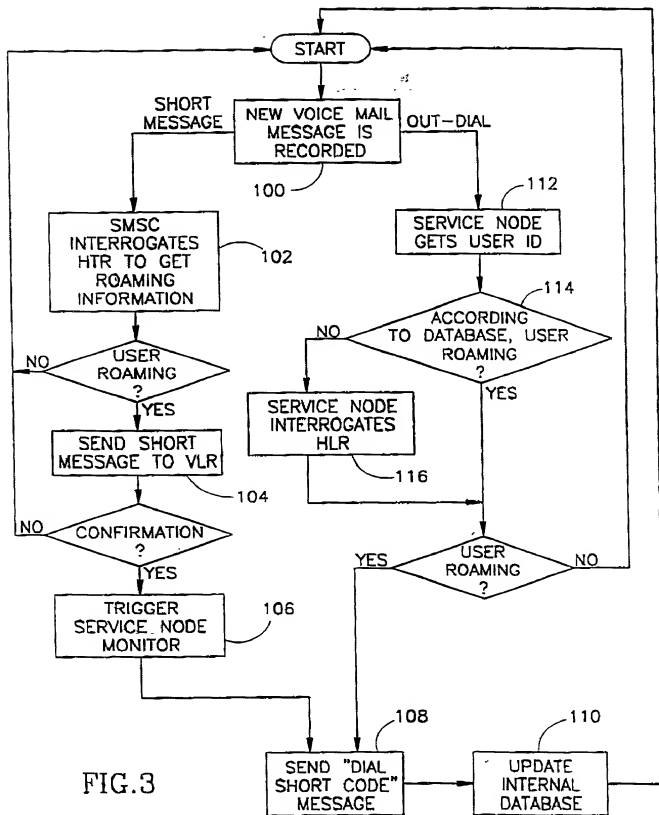 START
SHORT
MESSAGE
NEW VOICE MAIL
MESSAGE IS
RECORDED
OUT-DIAL
100
112
SMSC
INTERROGATES
HTR TO GET
ROAMING
INFORMATION
102
SERVICE NODE
GETS USER ID
114
ACCORDING
TO DATABASE, USER
ROAMING
?
NO
YES
NO
USER
ROAMING
?
YES
SERVICE NODE
INTERROGATES
HLR
116
SEND SHORT
MESSAGE TO VLR
104
NO
CONFIRMATION
?
YES
YES
USER
ROAMING
?
NO
TRIGGER
SERVICE NODE
MONITOR
106
108
110
SEND "DIAL
SHORT CODE"
MESSAGE
UPDATE
INTERNAL
DATABASE
FIG.3